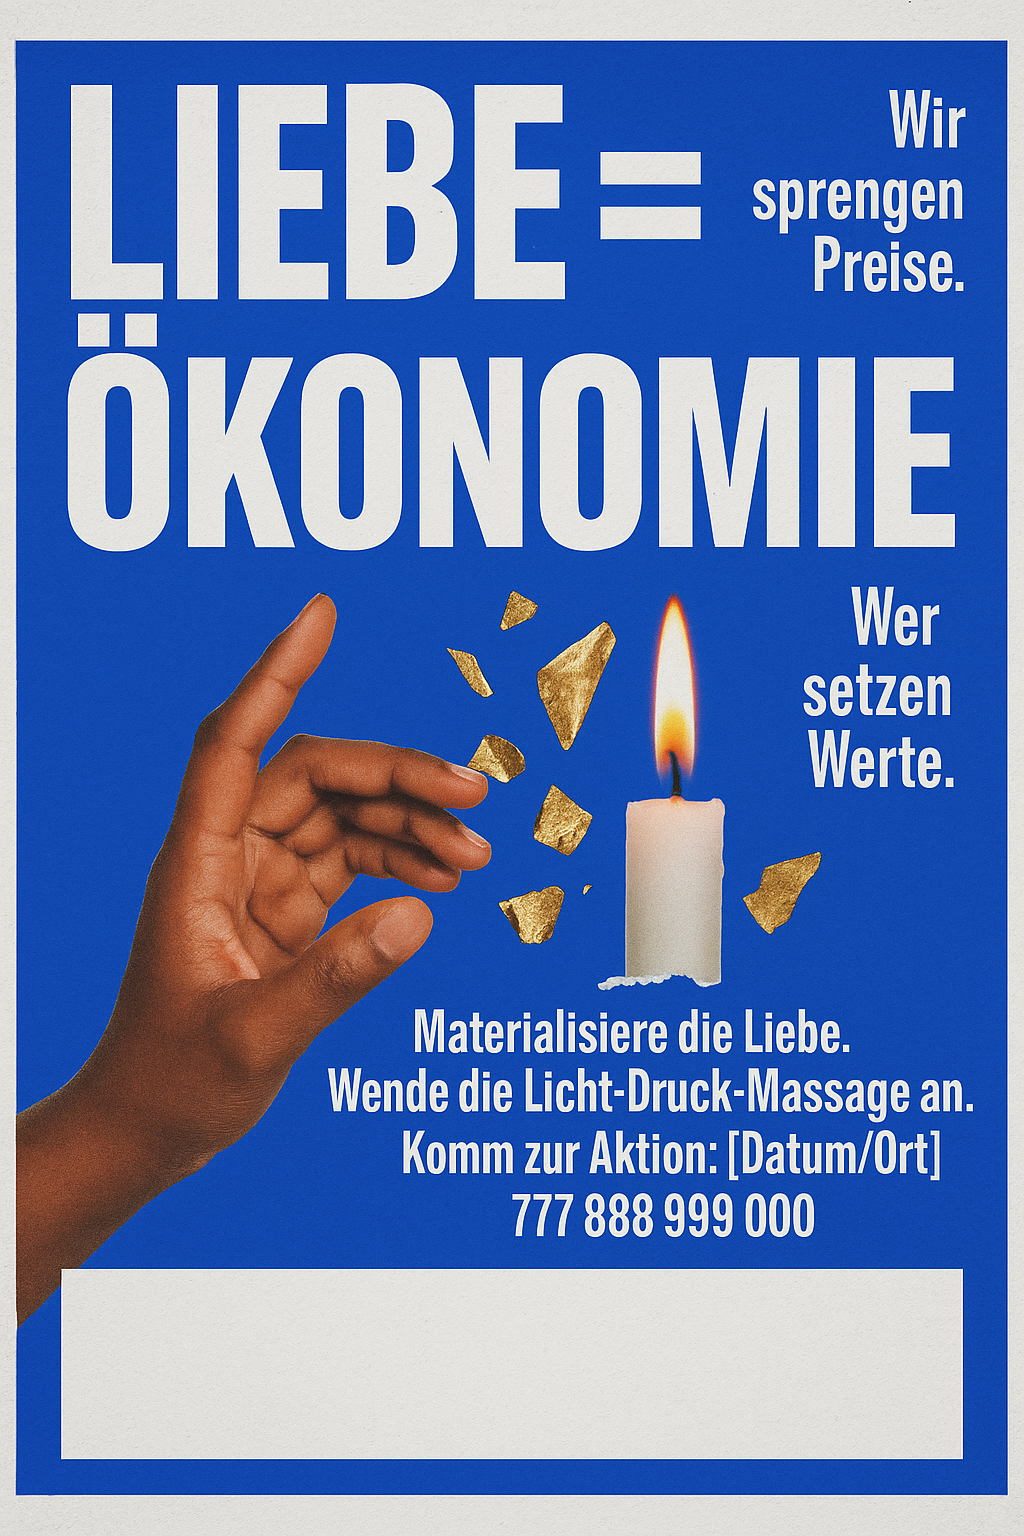 LIEBE =
Wir
sprengen
Preise.
ÖKONOMIE
Wer
setzen
Werte.
Materialisiere die Liebe.
Wende die Licht-Druck-Massage an.
Komm zur Aktion: [Datum/Ort]
777 888 999 000